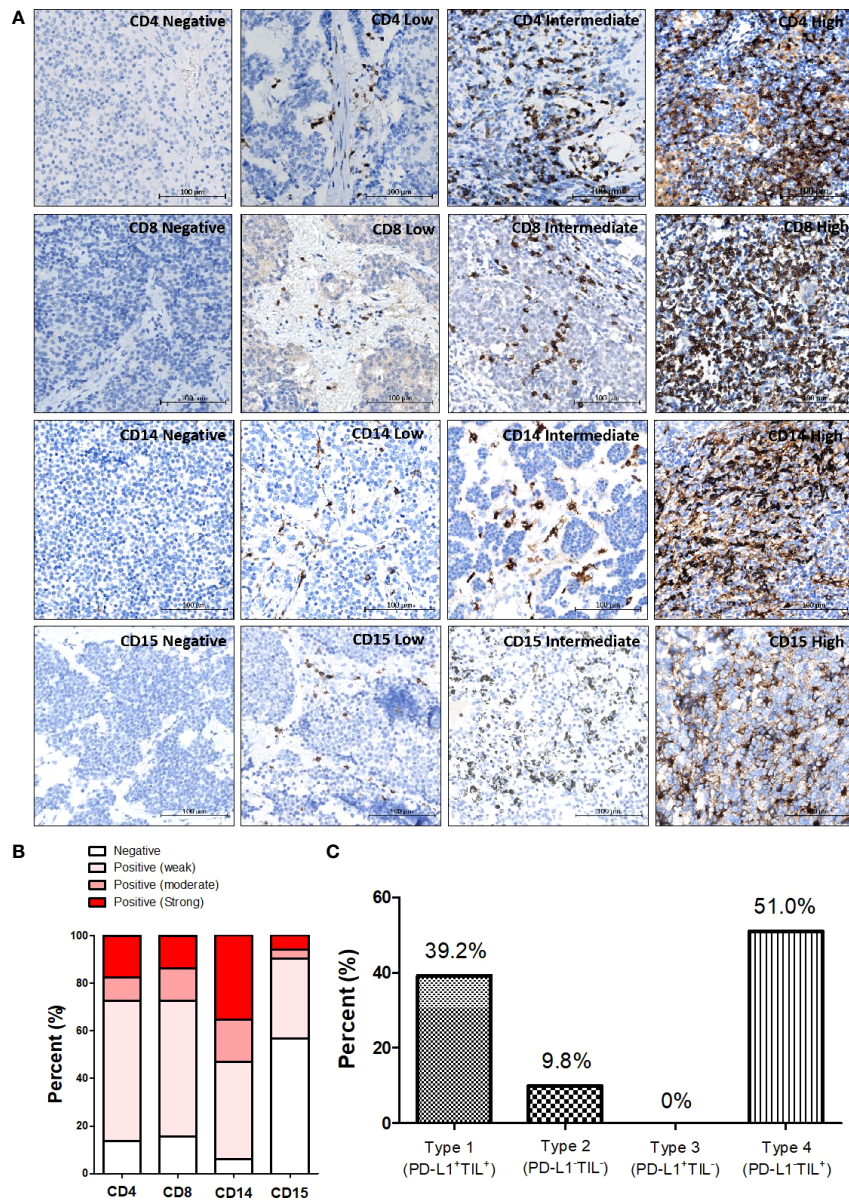 A
CD4 Negative
CD4 Low
CD4 Intermediate
CD4 High
100 µm
100 µm
100 µm
100 µm
CD8 Negative
CD8 Low
CD8 Intermediate
CD8 High
100 µm
100 µm
100 µm
100 µm
CD14 Negative
CD14 Low
CD14 Intermediate
CD14 High
100 µm
100 µm
100 µm
100 µm
CD15 Negative
CD15 Low
CD15 Intermediate
CD15 High
100 µm
100 µm
100 µm
B
Negative
Positive (weak)
Positive (moderate)
Positive (Strong)
Percent (%)
100
80
60
40
20
0
CD4 CD8 CD14 CD15
C
Percent (%)
60
40
20
0
39.2%
9.8%
0%
51.0%
Type 1 Type 2 Type 3 Type 4
(PD-L1⁺TIL⁺) (PD-L1⁻TIL⁻) (PD-L1⁺TIL⁻) (PD-L1⁻TIL⁺)